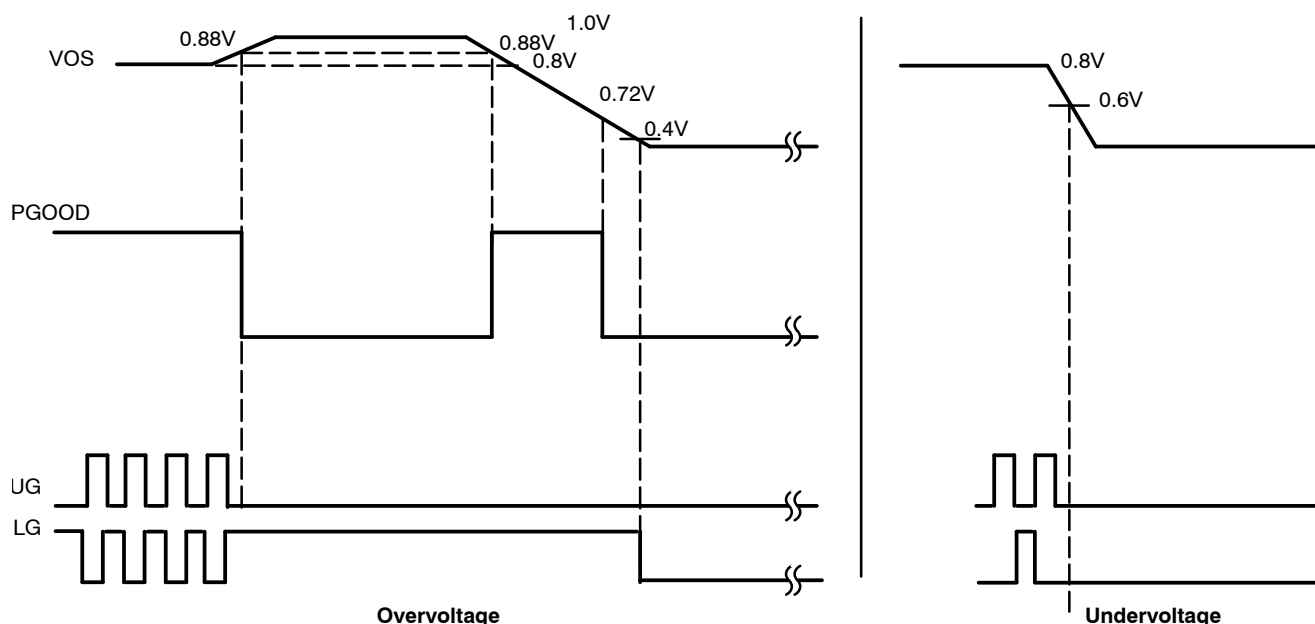 1.0V
0.88V
0.88V
VOS
0.8V
0.8V
0.72V
0.6V
0.4V
PGOOD
UG
LG
Overvoltage
Undervoltage